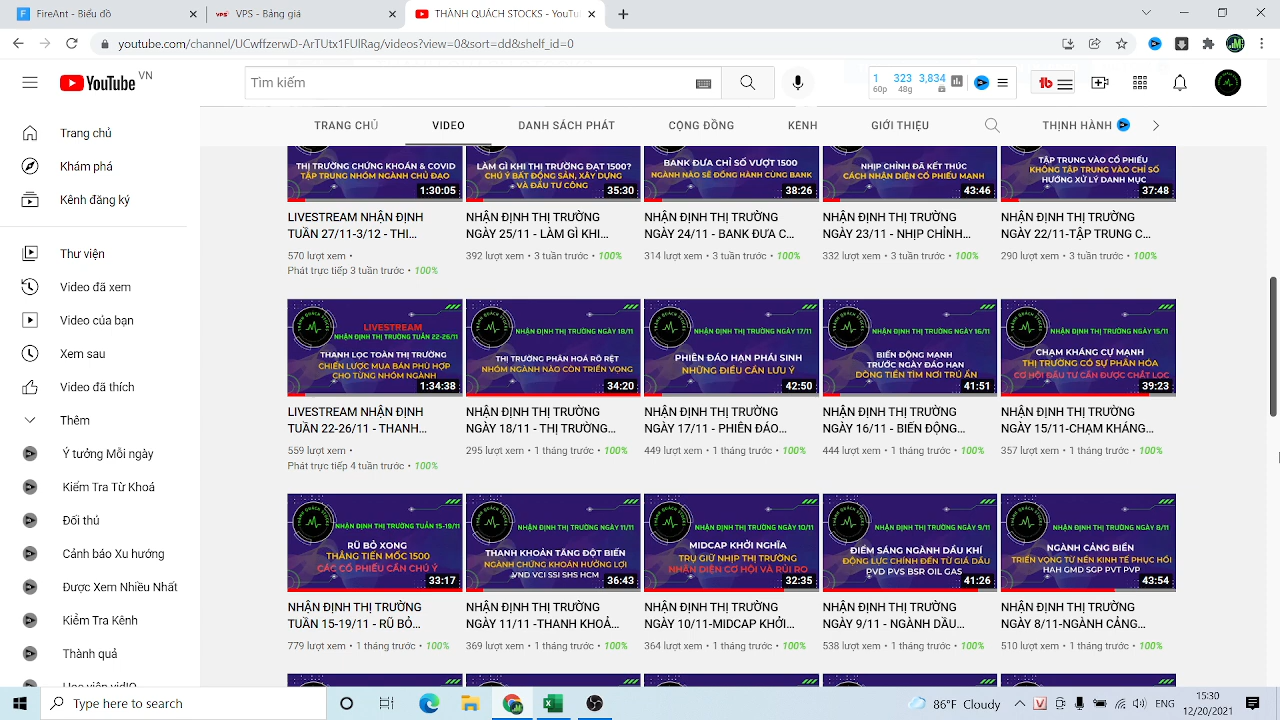 FireAnt - Biểu đồ
VPS - Bảng giá
YouTube
youtube.com/channel/UCwfizerwbG3tUYtF1UIRhag/videos?view=0&sort=dd&shelf_id=0
YouTube VN
Tìm kiếm
1 323 3,834
60p 48g
Trang chủ
Khám phá
Kênh đăng ký
Thư viện
Video đã xem
Video của bạn
Xem sau
Video đã thích
Thêm
Ý tưởng Mỗi ngày
Kiểm Tra Từ Khoá
Đối thủ
Cảnh báo Xu hướng
Được Xem Nhiều Nhất
Kiểm Tra Kênh
Thành quả
TRANG CHỦ VIDEO DANH SÁCH PHÁT CỘNG ĐỒNG KÊNH GIỚI THIỆU THỊNH HÀNH
THỊ TRƯỜNG CHỨNG KHOÁN & COVID
TẬP TRUNG NHÓM NGÀNH CHỦ ĐẠO
1:30:05
LIVESTREAM NHẬN ĐỊNH
TUẦN 27/11-3/12 - THI...
570 lượt xem •
Phát trực tiếp 3 tuần trước • 100%
LÀM GÌ KHI THỊ TRƯỜNG ĐẠT 1500?
CHÚ Ý BẤT ĐỘNG SẢN, XÂY DỰNG
VÀ ĐẦU TƯ CÔNG
35:30
NHẬN ĐỊNH THỊ TRƯỜNG
NGÀY 25/11 - LÀM GÌ KHI...
392 lượt xem • 3 tuần trước • 100%
BANK ĐƯA CHỈ SỐ VƯỢT 1500
NGÀNH NÀO SẼ ĐỒNG HÀNH CÙNG BANK
38:26
NHẬN ĐỊNH THỊ TRƯỜNG
NGÀY 24/11 - BANK ĐƯA C...
314 lượt xem • 3 tuần trước • 100%
NHỊP CHỈNH ĐÃ KẾT THÚC
CÁCH NHẬN DIỆN CỔ PHIẾU MẠNH
43:46
NHẬN ĐỊNH THỊ TRƯỜNG
NGÀY 23/11 - NHỊP CHỈNH...
332 lượt xem • 3 tuần trước • 100%
TẬP TRUNG VÀO CỔ PHIẾU
KHÔNG TẬP TRUNG VÀO CHỈ SỐ
HƯỚNG XỬ LÝ DANH MỤC
37:48
NHẬN ĐỊNH THỊ TRƯỜNG
NGÀY 22/11-TẬP TRUNG C...
290 lượt xem • 3 tuần trước • 100%
LIVESTREAM
NHẬN ĐỊNH THỊ TRƯỜNG TUẦN 22-26/11
THANH LỌC TOÀN THỊ TRƯỜNG
CHIẾN LƯỢC MUA BÁN PHÙ HỢP
CHO TỪNG NHÓM NGÀNH
1:34:38
LIVESTREAM NHẬN ĐỊNH
TUẦN 22-26/11 - THANH...
559 lượt xem •
Phát trực tiếp 4 tuần trước • 100%
NHẬN ĐỊNH THỊ TRƯỜNG NGÀY 18/11
THỊ TRƯỜNG PHÂN HOÁ RÕ RỆT
NHÓM NGÀNH NÀO CÒN TRIỂN VỌNG
34:20
NHẬN ĐỊNH THỊ TRƯỜNG
NGÀY 18/11 - THỊ TRƯỜNG...
295 lượt xem • 1 tháng trước • 100%
NHẬN ĐỊNH THỊ TRƯỜNG NGÀY 17/11
PHIÊN ĐÁO HẠN PHÁI SINH
NHỮNG ĐIỀU CẦN LƯU Ý
42:50
NHẬN ĐỊNH THỊ TRƯỜNG
NGÀY 17/11 - PHIÊN ĐÁO...
449 lượt xem • 1 tháng trước • 100%
NHẬN ĐỊNH THỊ TRƯỜNG NGÀY 16/11
BIẾN ĐỘNG MẠNH
TRƯỚC NGÀY ĐÁO HẠN
DÒNG TIỀN TÌM NƠI TRÚ ẨN
41:51
NHẬN ĐỊNH THỊ TRƯỜNG
NGÀY 16/11 - BIẾN ĐỘNG...
444 lượt xem • 1 tháng trước • 100%
NHẬN ĐỊNH THỊ TRƯỜNG NGÀY 15/11
CHẠM KHÁNG CỰ MẠNH
THỊ TRƯỜNG CÓ SỰ PHÂN HÓA
CƠ HỘI ĐẦU TƯ CẦN ĐƯỢC CHẮT LỌC
39:23
NHẬN ĐỊNH THỊ TRƯỜNG
NGÀY 15/11-CHẠM KHÁNG...
357 lượt xem • 1 tháng trước • 100%
NHẬN ĐỊNH THỊ TRƯỜNG TUẦN 15-19/11
RŨ BỎ XONG
THẲNG TIẾN MỐC 1500
CÁC CỔ PHIẾU CẦN CHÚ Ý
33:17
NHẬN ĐỊNH THỊ TRƯỜNG
TUẦN 15-19/11 - RŨ BỎ...
779 lượt xem • 1 tháng trước • 100%
NHẬN ĐỊNH THỊ TRƯỜNG NGÀY 11/11
THANH KHOẢN TĂNG ĐỘT BIẾN
NGÀNH CHỨNG KHOÁN HƯỞNG LỢI
VND VCI SSI SHS HCM
36:43
NHẬN ĐỊNH THỊ TRƯỜNG
NGÀY 11/11 -THANH KHOẢ...
369 lượt xem • 1 tháng trước • 100%
NHẬN ĐỊNH THỊ TRƯỜNG NGÀY 10/11
MIDCAP KHỞI NGHĨA
TRỤ GIỮ NHỊP THỊ TRƯỜNG
NHẬN DIỆN CƠ HỘI VÀ RỦI RO
32:35
NHẬN ĐỊNH THỊ TRƯỜNG
NGÀY 10/11-MIDCAP KHỞI...
364 lượt xem • 1 tháng trước • 100%
NHẬN ĐỊNH THỊ TRƯỜNG NGÀY 9/11
ĐIỂM SÁNG NGÀNH DẦU KHÍ
ĐỘNG LỰC CHÍNH ĐẾN TỪ GIÁ DẦU
PVD PVS BSR OIL GAS
41:26
NHẬN ĐỊNH THỊ TRƯỜNG
NGÀY 9/11 - NGÀNH DẦU...
538 lượt xem • 1 tháng trước • 100%
NHẬN ĐỊNH THỊ TRƯỜNG NGÀY 8/11
NGÀNH CẢNG BIỂN
TRIỂN VỌNG TỪ NỀN KINH TẾ PHỤC HỒI
HAH GMD SGP PVT PVP
43:54
NHẬN ĐỊNH THỊ TRƯỜNG
NGÀY 8/11-NGÀNH CẢNG...
510 lượt xem • 1 tháng trước • 100%
Type here to search
86°F Cloudy
ENG
15:30
12/20/2021